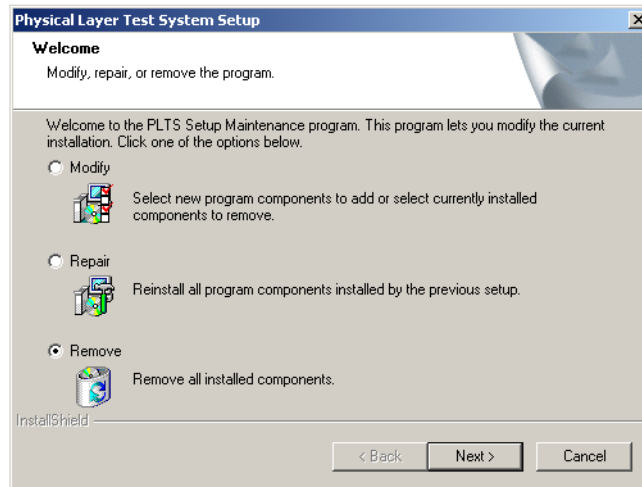 Physical Layer Test System Setup
Welcome
Modify, repair, or remove the program.
Welcome to the PLTS Setup Maintenance program. This program lets you modify the current
installation. Click one of the options below.
Modify
Select new program components to add or select currently installed
components to remove.
Repair
Reinstall all program components installed by the previous setup.
Remove
Remove all installed components.
InstallShield
< Back Next > Cancel